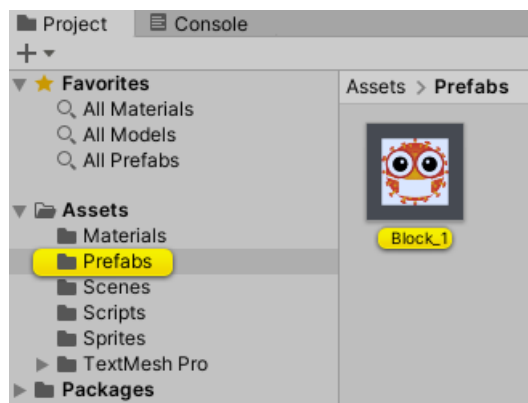 Project
Console
Favorites
All Materials
All Models
All Prefabs
Assets
Materials
Prefabs
Scenes
Scripts
Sprites
TextMesh Pro
Packages
Assets > Prefabs
Block_1